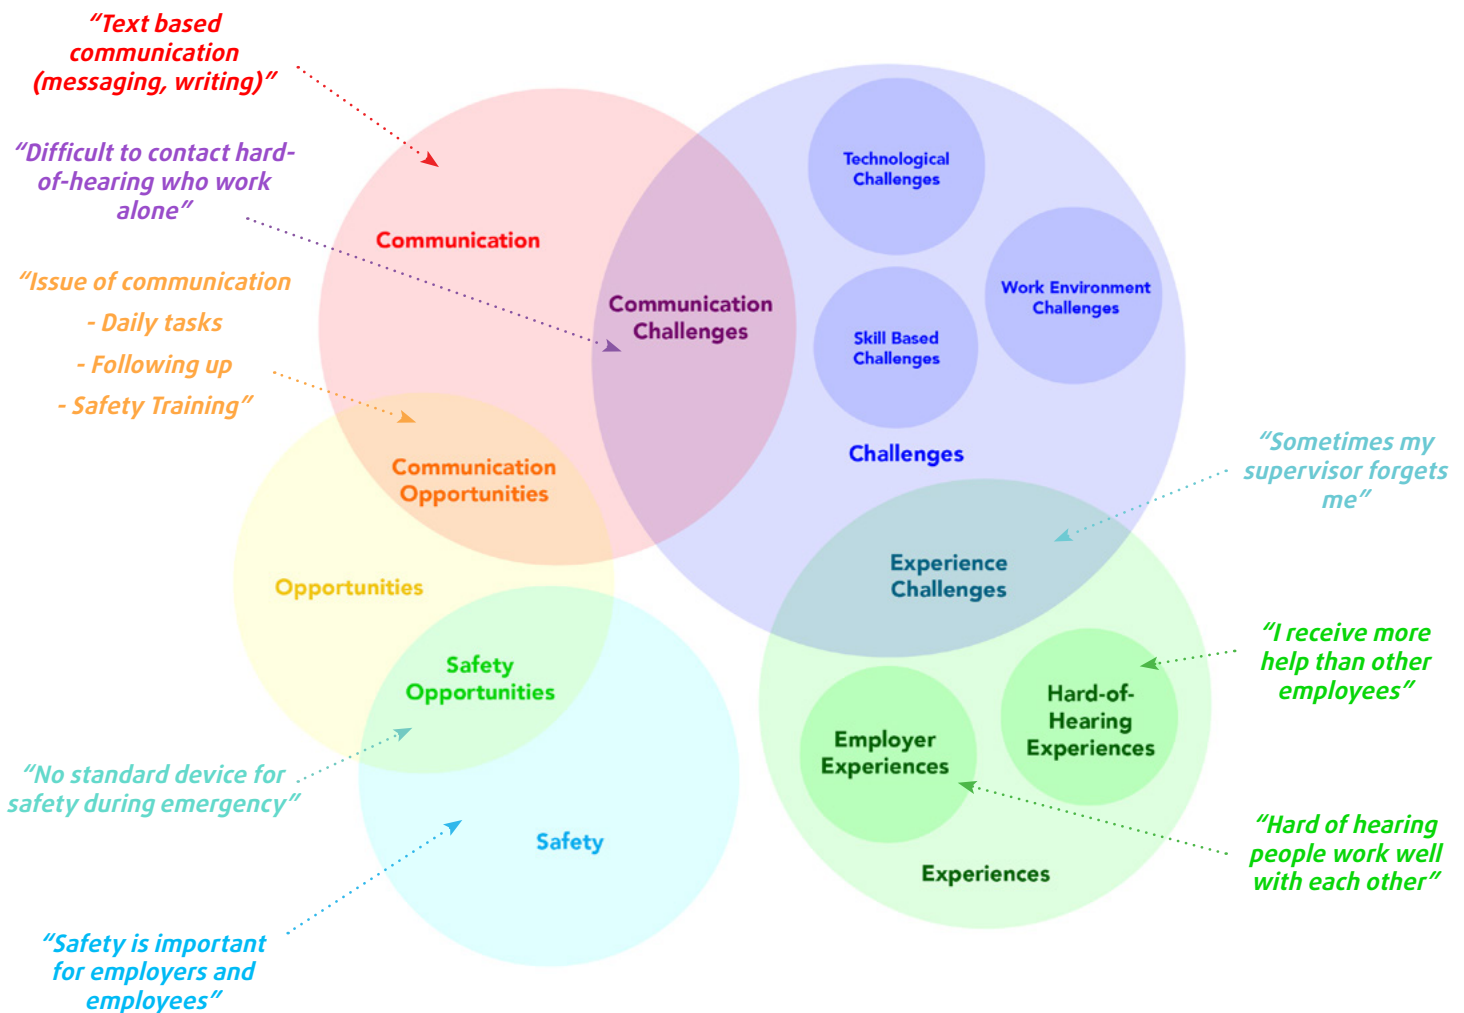 “Text based
communication
(messaging, writing)”
“Difficult to contact hard-
of-hearing who work
alone”
“Issue of communication
- Daily tasks
- Following up
- Safety Training”
“No standard device for
safety during emergency”
“Safety is important
for employers and
employees”
Communication
Communication
Challenges
Technological
Challenges
Work Environment
Challenges
Skill Based
Challenges
Challenges
Communication
Opportunities
Opportunities
Safety
Opportunities
Safety
Experience
Challenges
Employer
Experiences
Hard-of-
Hearing
Experiences
Experiences
“Sometimes my
supervisor forgets
me”
“I receive more
help than other
employees”
“Hard of hearing
people work well
with each other”